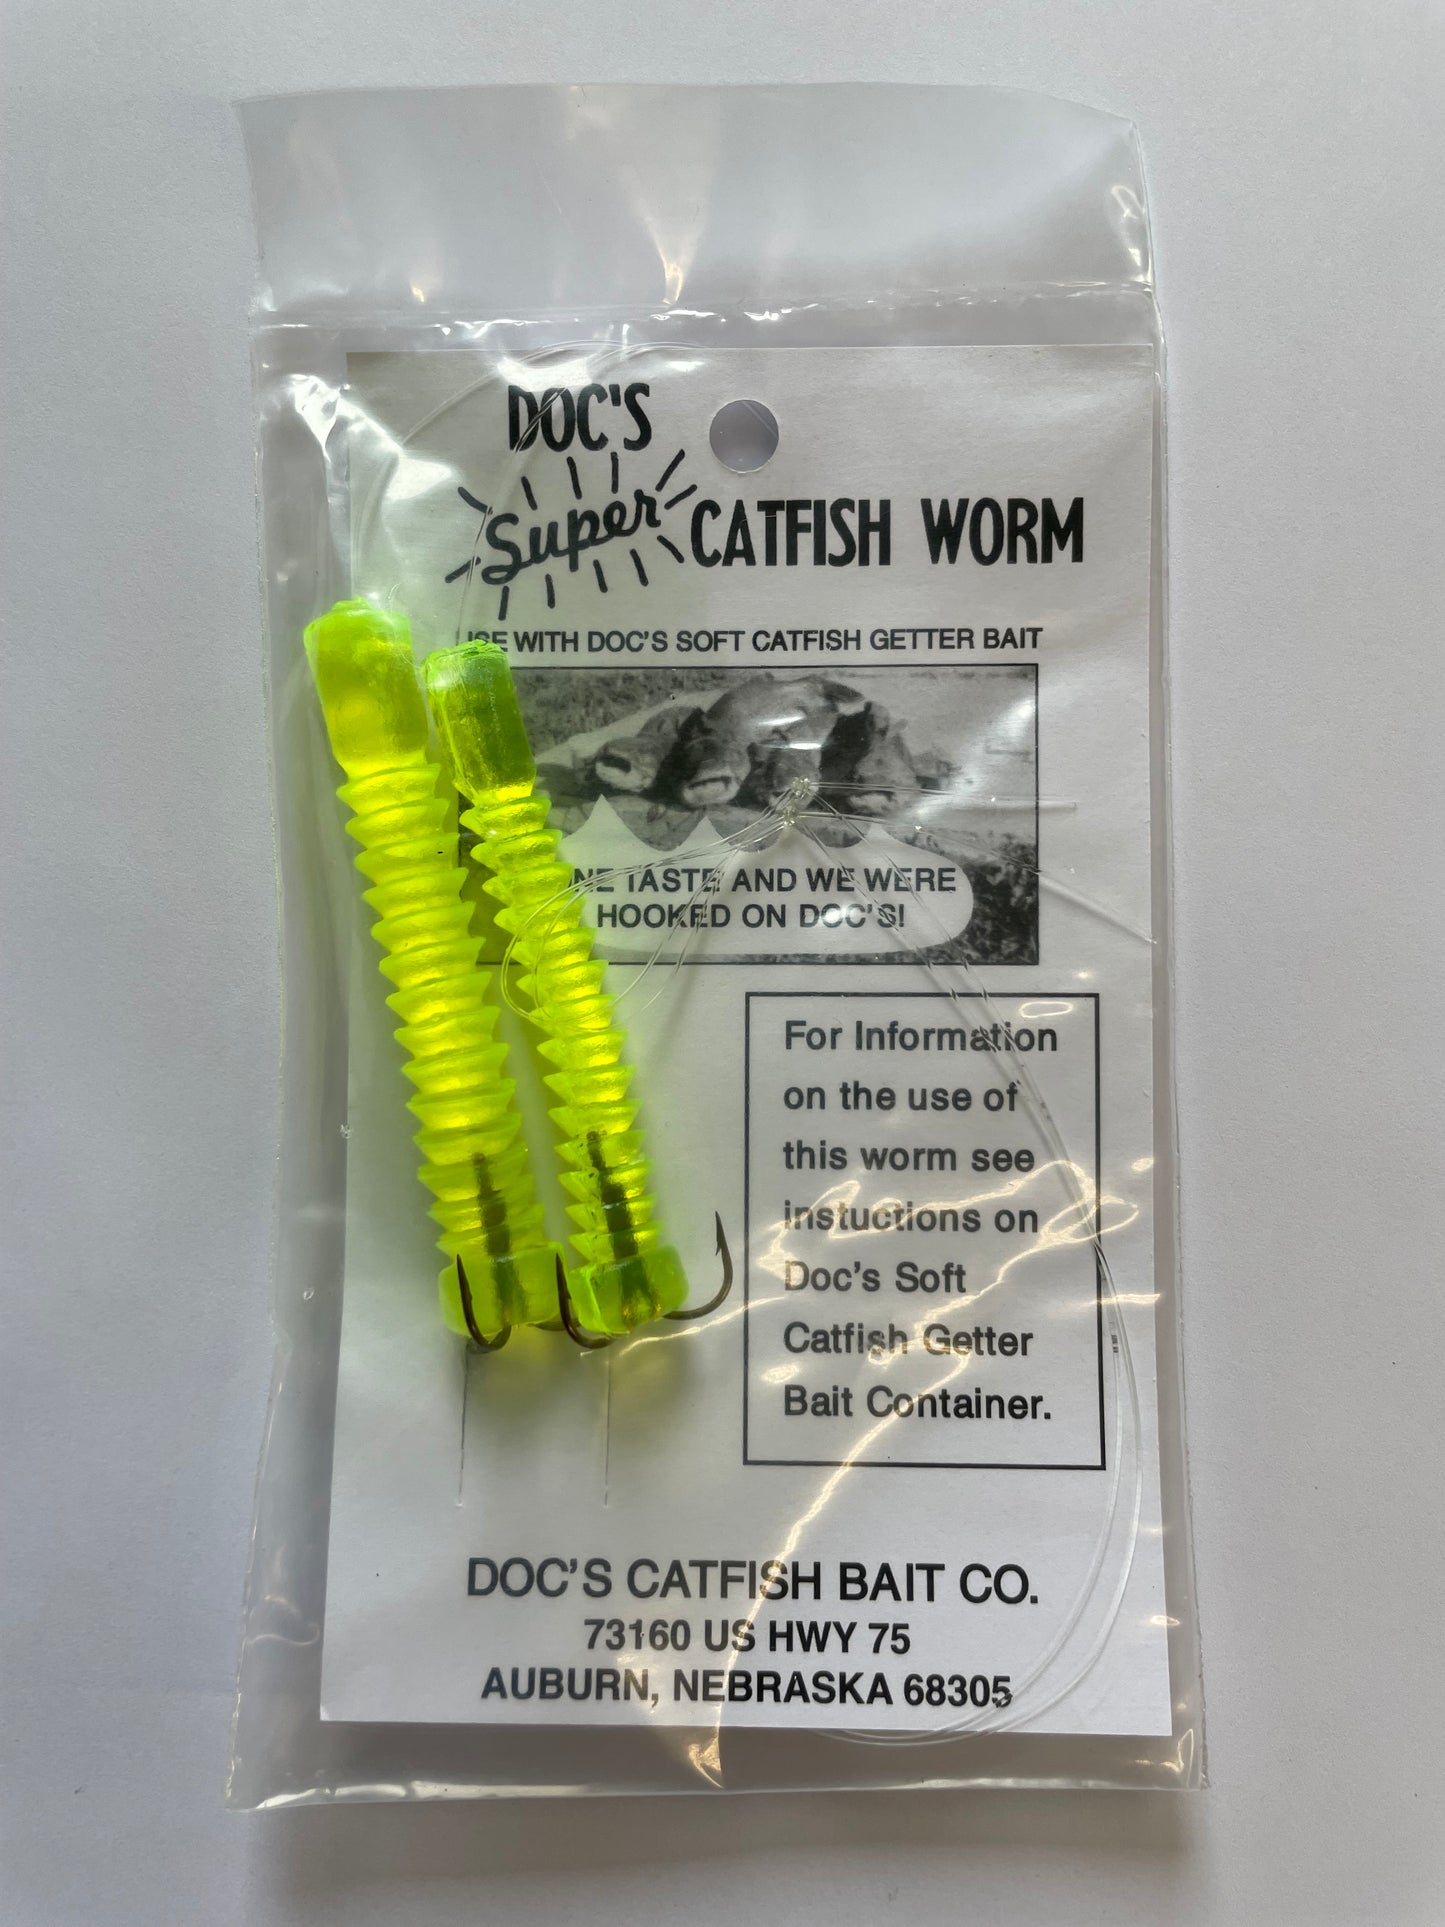 DOC'S
Super CATFISH WORM
USE WITH DOC'S SOFT CATFISH GETTER BAIT
NE TASTE AND WE WERE
HOOKED ON DOC'S!
For Information
on the use of
this worm see
instuctions on
Doc's Soft
Catfish Getter
Bait Container.
DOC'S CATFISH BAIT CO.
73160 US HWY 75
AUBURN, NEBRASKA 68305